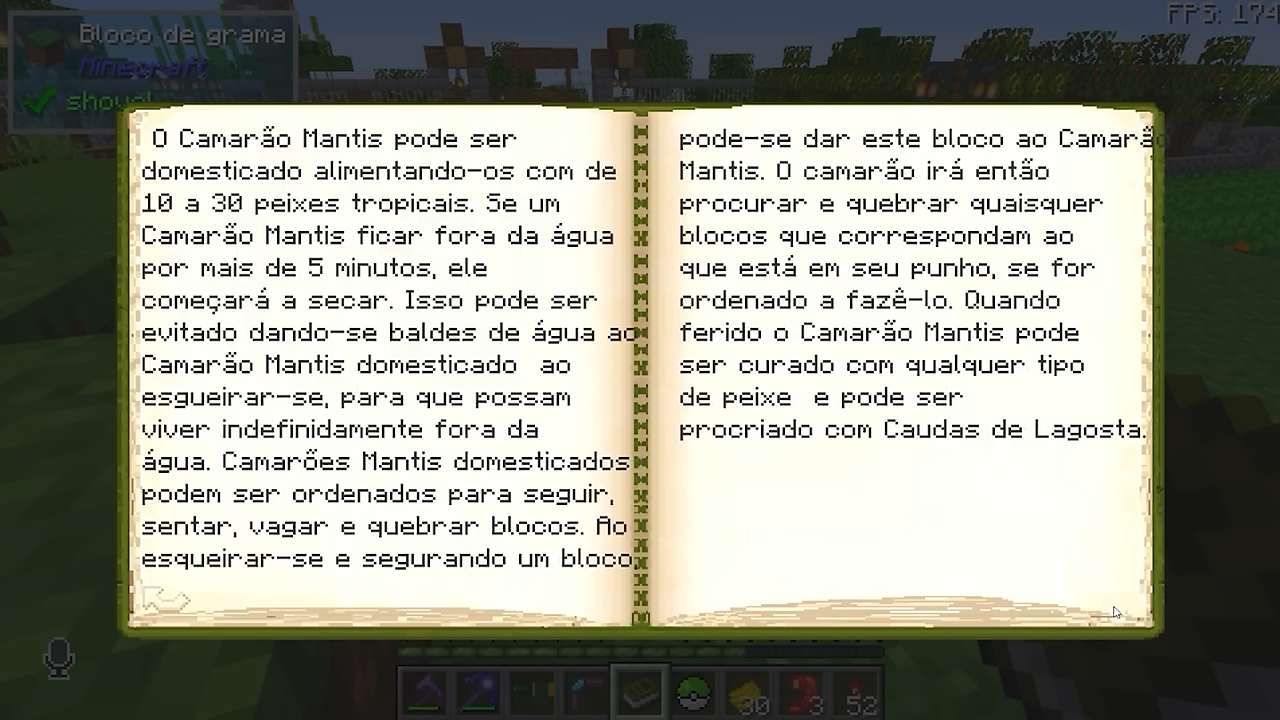 Bloco de grama
Minecraft
shovel
FPS: 174
O Camarão Mantis pode ser
domesticado alimentando-os com de
10 a 30 peixes tropicais. Se um
Camarão Mantis ficar fora da água
por mais de 5 minutos, ele
começará a secar. Isso pode ser
evitado dando-se baldes de água ao
Camarão Mantis domesticado  ao
esgueirar-se, para que possam
viver indefinidamente fora da
água. Camarões Mantis domesticados
podem ser ordenados para seguir,
sentar, vagar e quebrar blocos. Ao
esqueirar-se e segurando um bloco,
pode-se dar este bloco ao Camarão
Mantis. O camarão irá então
procurar e quebrar quaisquer
blocos que correspondam ao
que está em seu punho, se for
ordenado a fazê-lo. Quando
ferido o Camarão Mantis pode
ser curado com qualquer tipo
de peixe  e pode ser
procriado com Caudas de Lagosta.
30 3 52